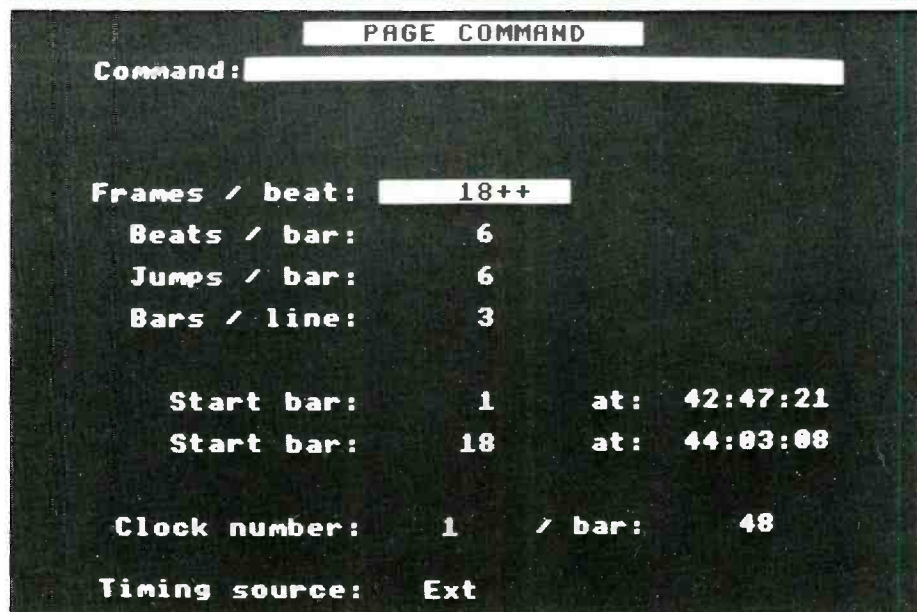 PAGE COMMAND
Command:
Frames / beat: 18++
Beats / bar: 6
Jumps / bar: 6
Bars / line: 3
Start bar: 1 at: 42:47:21
Start bar: 18 at: 44:03:08
Clock number: 1 / bar: 48
Timing source: Ext